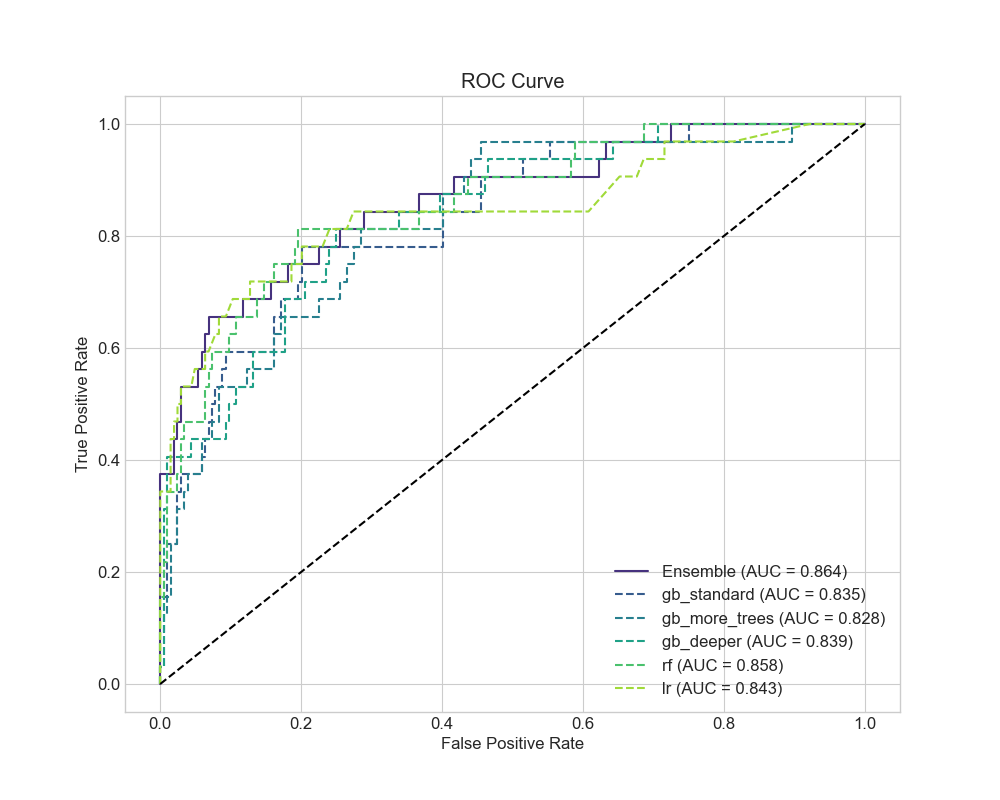 ROC Curve
True Positive Rate
1.0
0.8
0.6
0.4
0.2
0.0
Ensemble (AUC = 0.864)
gb_standard (AUC = 0.835)
gb_more_trees (AUC = 0.828)
gb_deeper (AUC = 0.839)
rf (AUC = 0.858)
lr (AUC = 0.843)
0.0 0.2 0.4 0.6 0.8 1.0
False Positive Rate